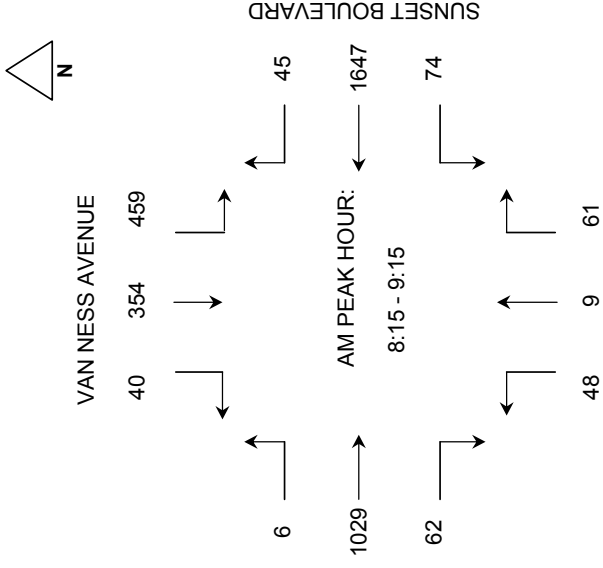 N
SUNSET BOULEVARD
VAN NESS AVENUE
40 354 459
6 45
1029 AM PEAK HOUR: 1647
8:15 - 9:15
62 74
48 9 61